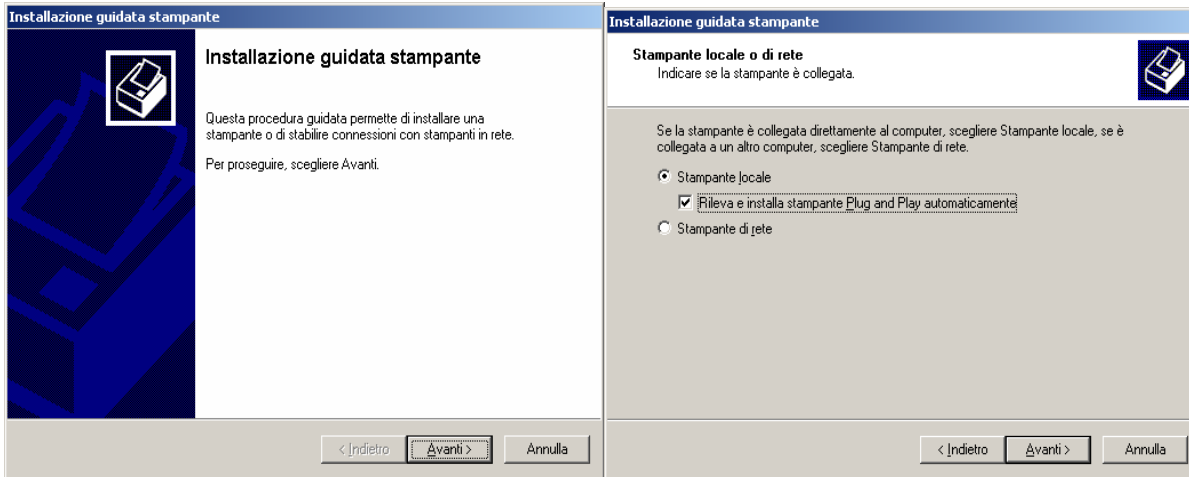 Installazione guidata stampante
Installazione guidata stampante
Questa procedura guidata permette di installare una
stampante o di stabilire connessioni con stampanti in rete.
Per proseguire, scegliere Avanti.
< Indietro
Avanti >
Annulla
Installazione guidata stampante
Stampante locale o di rete
Indicare se la stampante è collegata.
Se la stampante è collegata direttamente al computer, scegliere Stampante locale, se è
collegata a un altro computer, scegliere Stampante di rete.
Stampante locale
Rileva e installa stampante Plug and Play automaticamente
Stampante di rete
< Indietro
Avanti >
Annulla